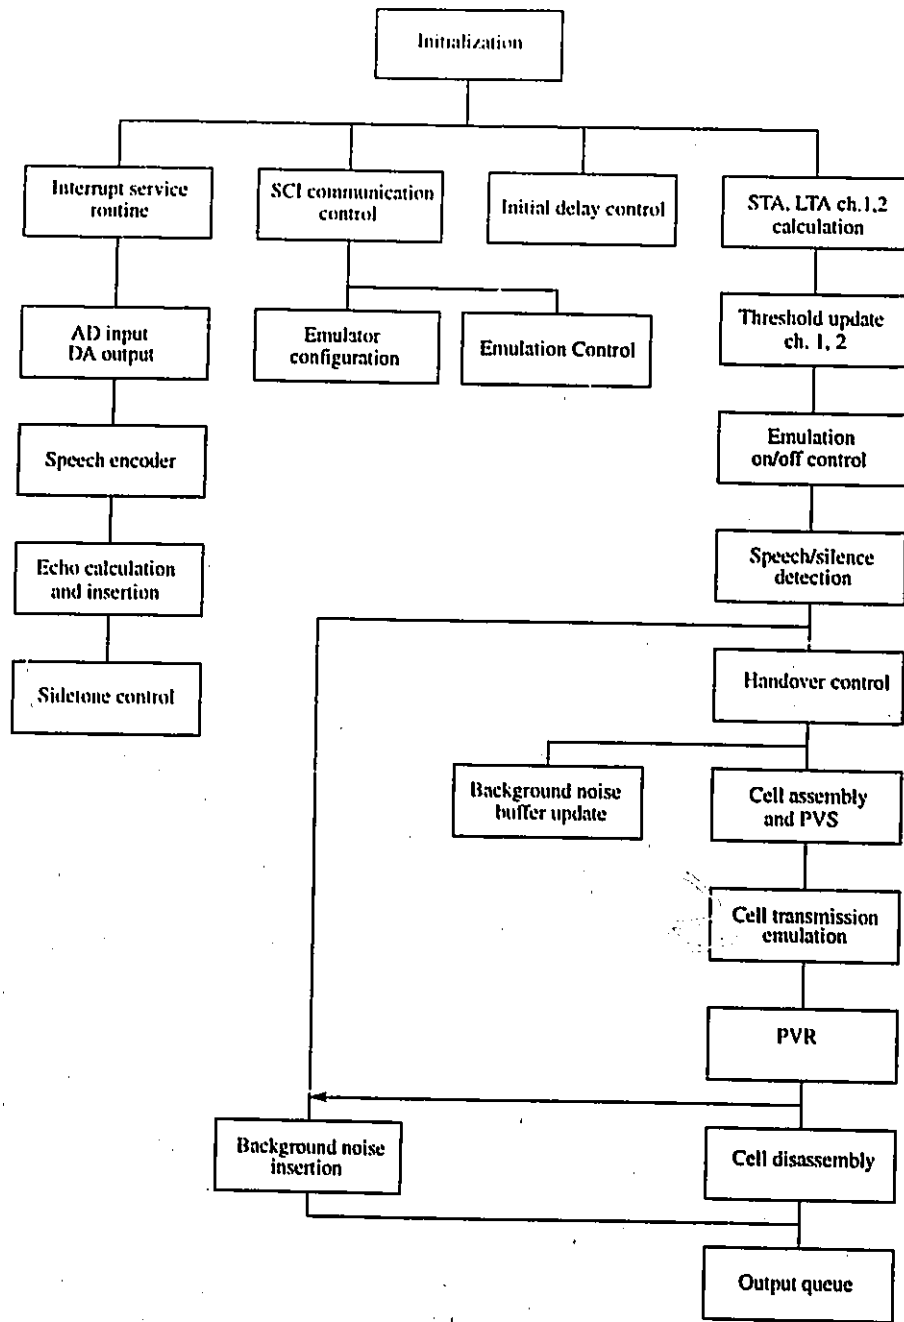 Initialization
Interrupt service
routine
SCI communication
control
Initial delay control
STA, LTA ch.1,2
calculation
AD input
DA output
Emulator
configuration
Emulation Control
Threshold update
ch. 1, 2
Speech encoder
Emulation
on/off control
Echo calculation
and insertion
Speech/silence
detection
Sidetone control
Handover control
Background noise
buffer update
Cell assembly
and PVS
Cell transmission
emulation
PVR
Background noise
insertion
Cell disassembly
Output queue